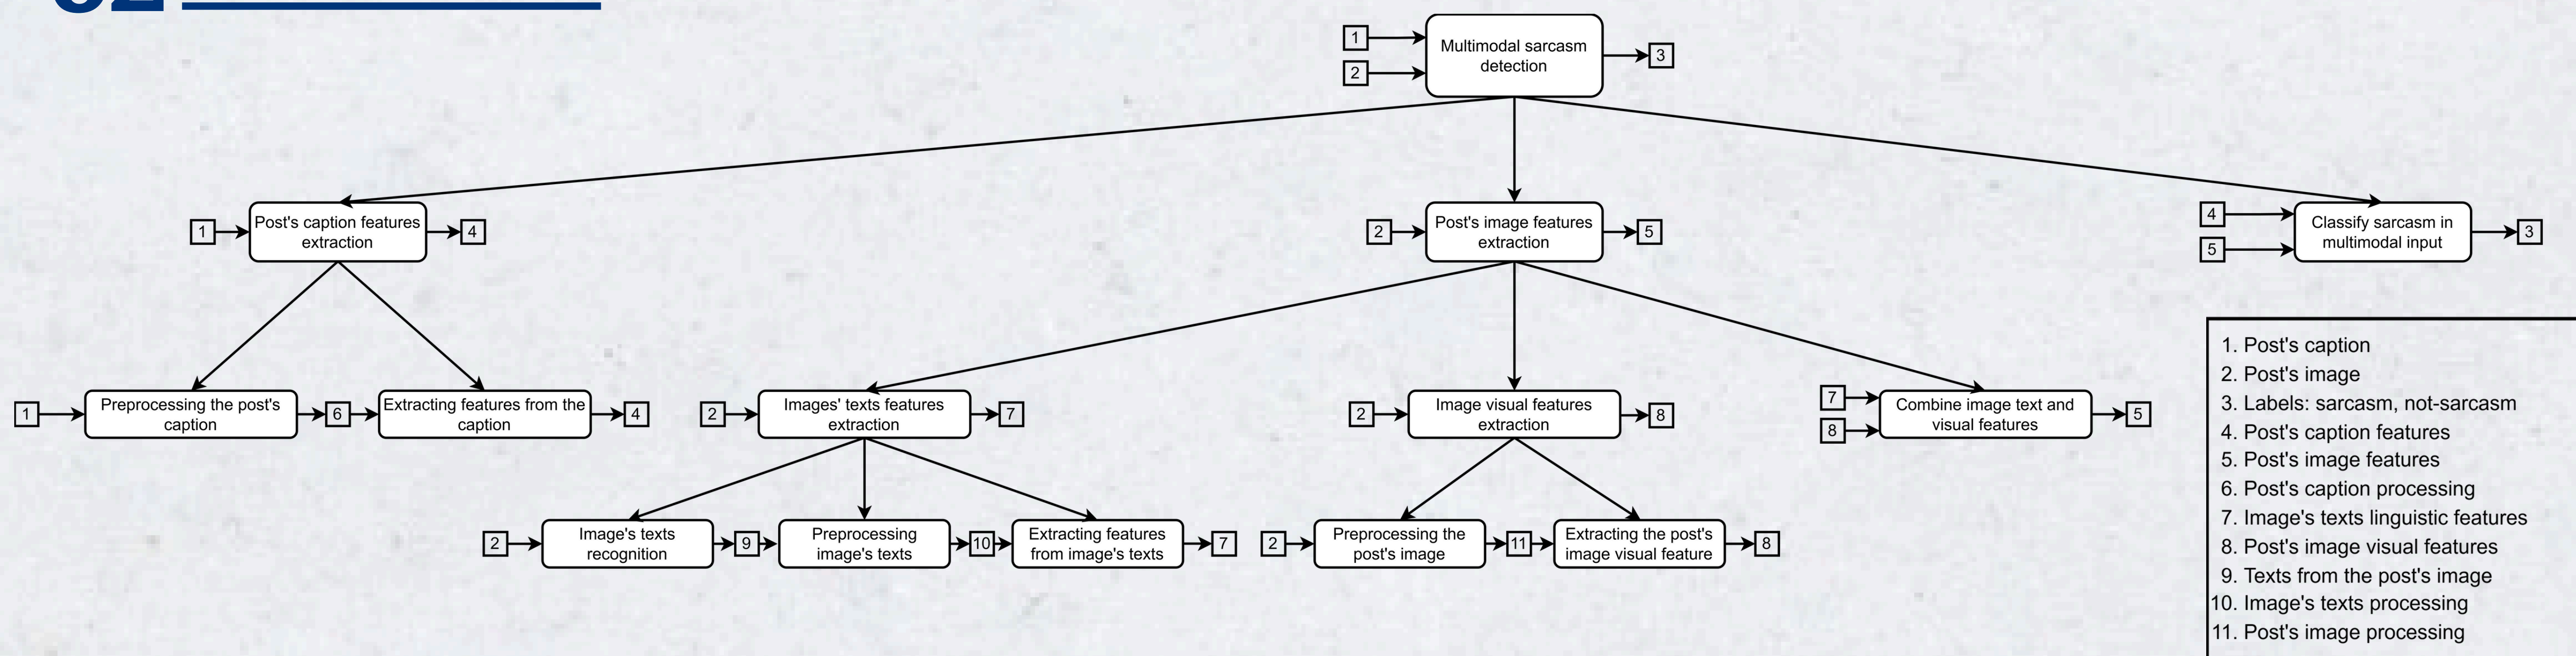 02
1
2
Multimodal sarcasm
detection
3
1
Post's caption features
extraction
4
2
Post's image features
extraction
5
4
5
Classify sarcasm in
multimodal input
3
1
Preprocessing the post's
caption
6
Extracting features from the
caption
4
2
Images' texts features
extraction
7
2
Image visual features
extraction
8
7
8
Combine image text and
visual features
5
2
Image's texts
recognition
9
Preprocessing
image's texts
10
Extracting features
from image's texts
7
2
Preprocessing the
post's image
11
Extracting the post's
image visual feature
8
1. Post's caption
2. Post's image
3. Labels: sarcasm, not-sarcasm
4. Post's caption features
5. Post's image features
6. Post's caption processing
7. Image's texts linguistic features
8. Post's image visual features
9. Texts from the post's image
10. Image's texts processing
11. Post's image processing